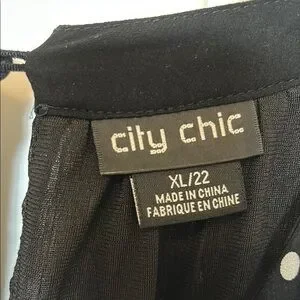 city chic
XL/22
MADE IN CHINA
FABRIQUE EN CHINE